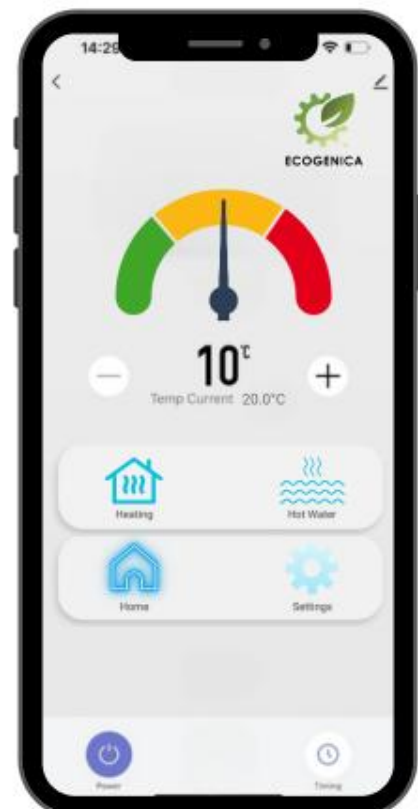 14:29
ECOGENICA
10℃
Temp Current 20.0°C
Heating
Hot Water
Home
Settings
Power
Timing